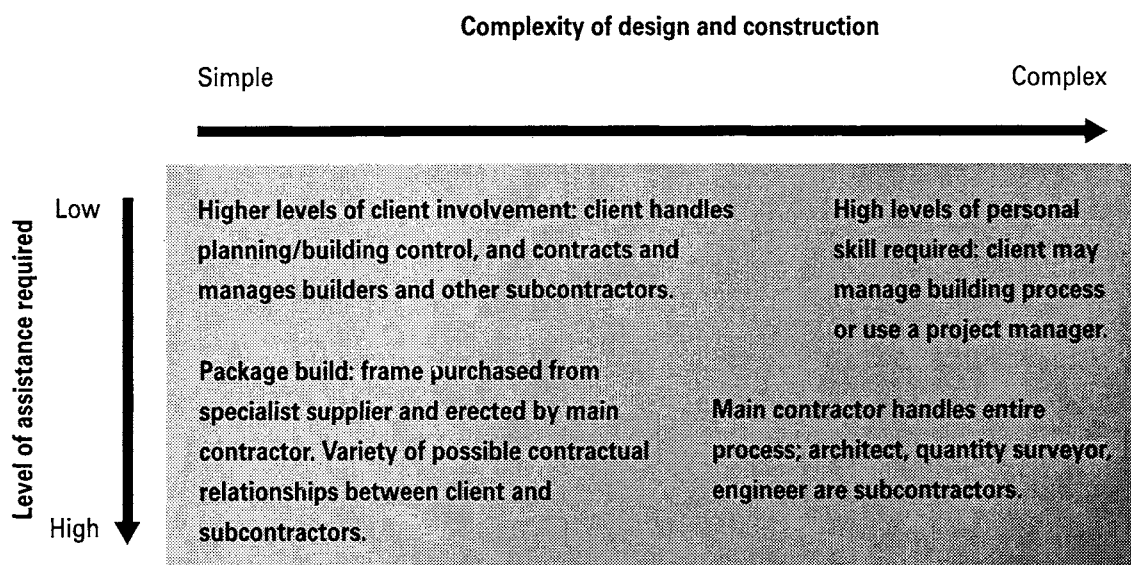 Complexity of design and construction
Simple
Complex
Level of assistance required
Low
High
Higher levels of client involvement: client handles
planning/building control, and contracts and
manages builders and other subcontractors.
High levels of personal
skill required: client may
manage building process
or use a project manager.
Package build: frame purchased from
specialist supplier and erected by main
contractor. Variety of possible contractual
relationships between client and
subcontractors.
Main contractor handles entire
process; architect, quantity surveyor,
engineer are subcontractors.